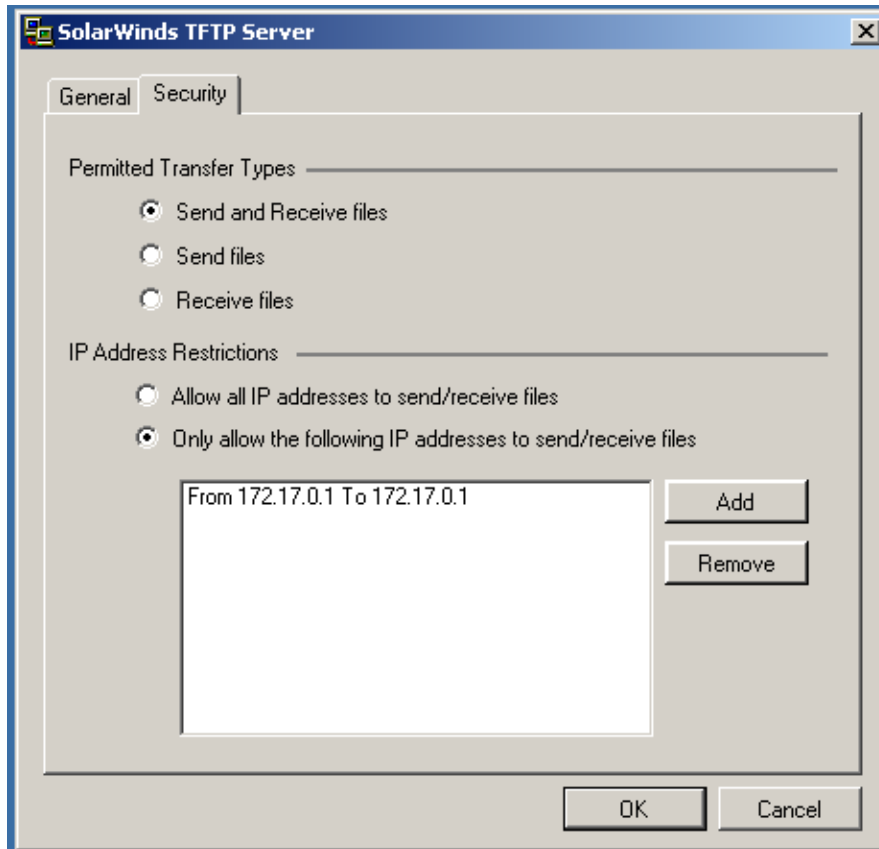 SolarWinds TFTP Server
General
Security
Permitted Transfer Types
Send and Receive files
Send files
Receive files
IP Address Restrictions
Allow all IP addresses to send/receive files
Only allow the following IP addresses to send/receive files
From 172.17.0.1 To 172.17.0.1
Add
Remove
OK
Cancel